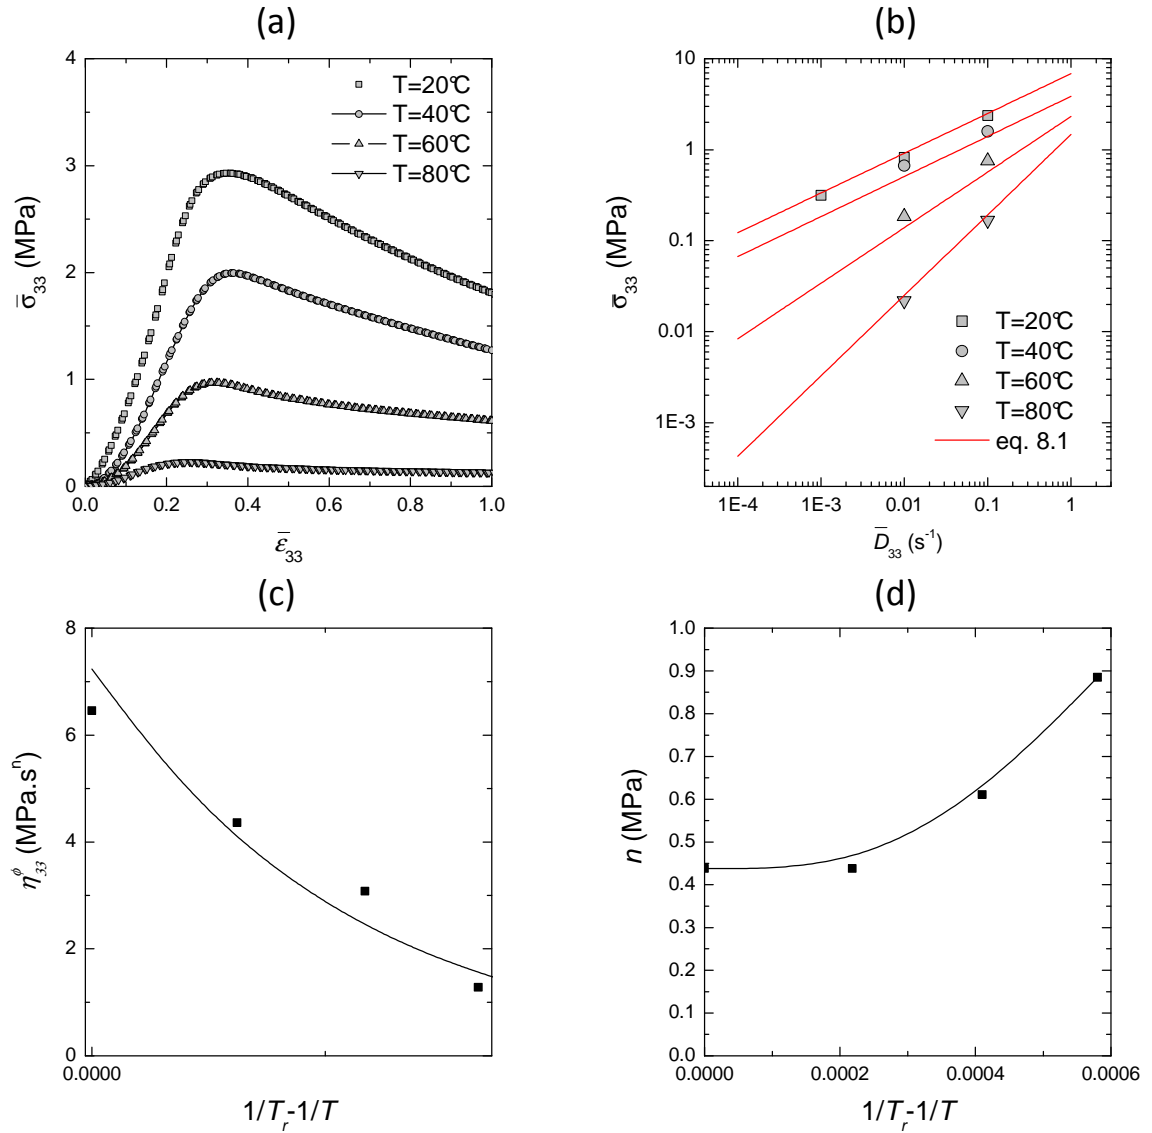 (a)
4
3
2
1
0
0.0 0.2 0.4 0.6 0.8 1.0
σ̅33 (MPa)
ε̅33
T=20°C
T=40°C
T=60°C
T=80°C
(b)
10
1
0.1
0.01
1E-3
1E-4 1E-3 0.01 0.1 1
σ̅33 (MPa)
D̅33 (s-1)
T=20°C
T=40°C
T=60°C
T=80°C
eq. 8.1
(c)
8
6
4
2
0
0.0000
ηϕ33 (MPa.sn)
1/Tr-1/T
(d)
1.0
0.9
0.8
0.7
0.6
0.5
0.4
0.3
0.2
0.1
0.0
0.0000 0.0002 0.0004 0.0006
n (MPa)
1/Tr-1/T